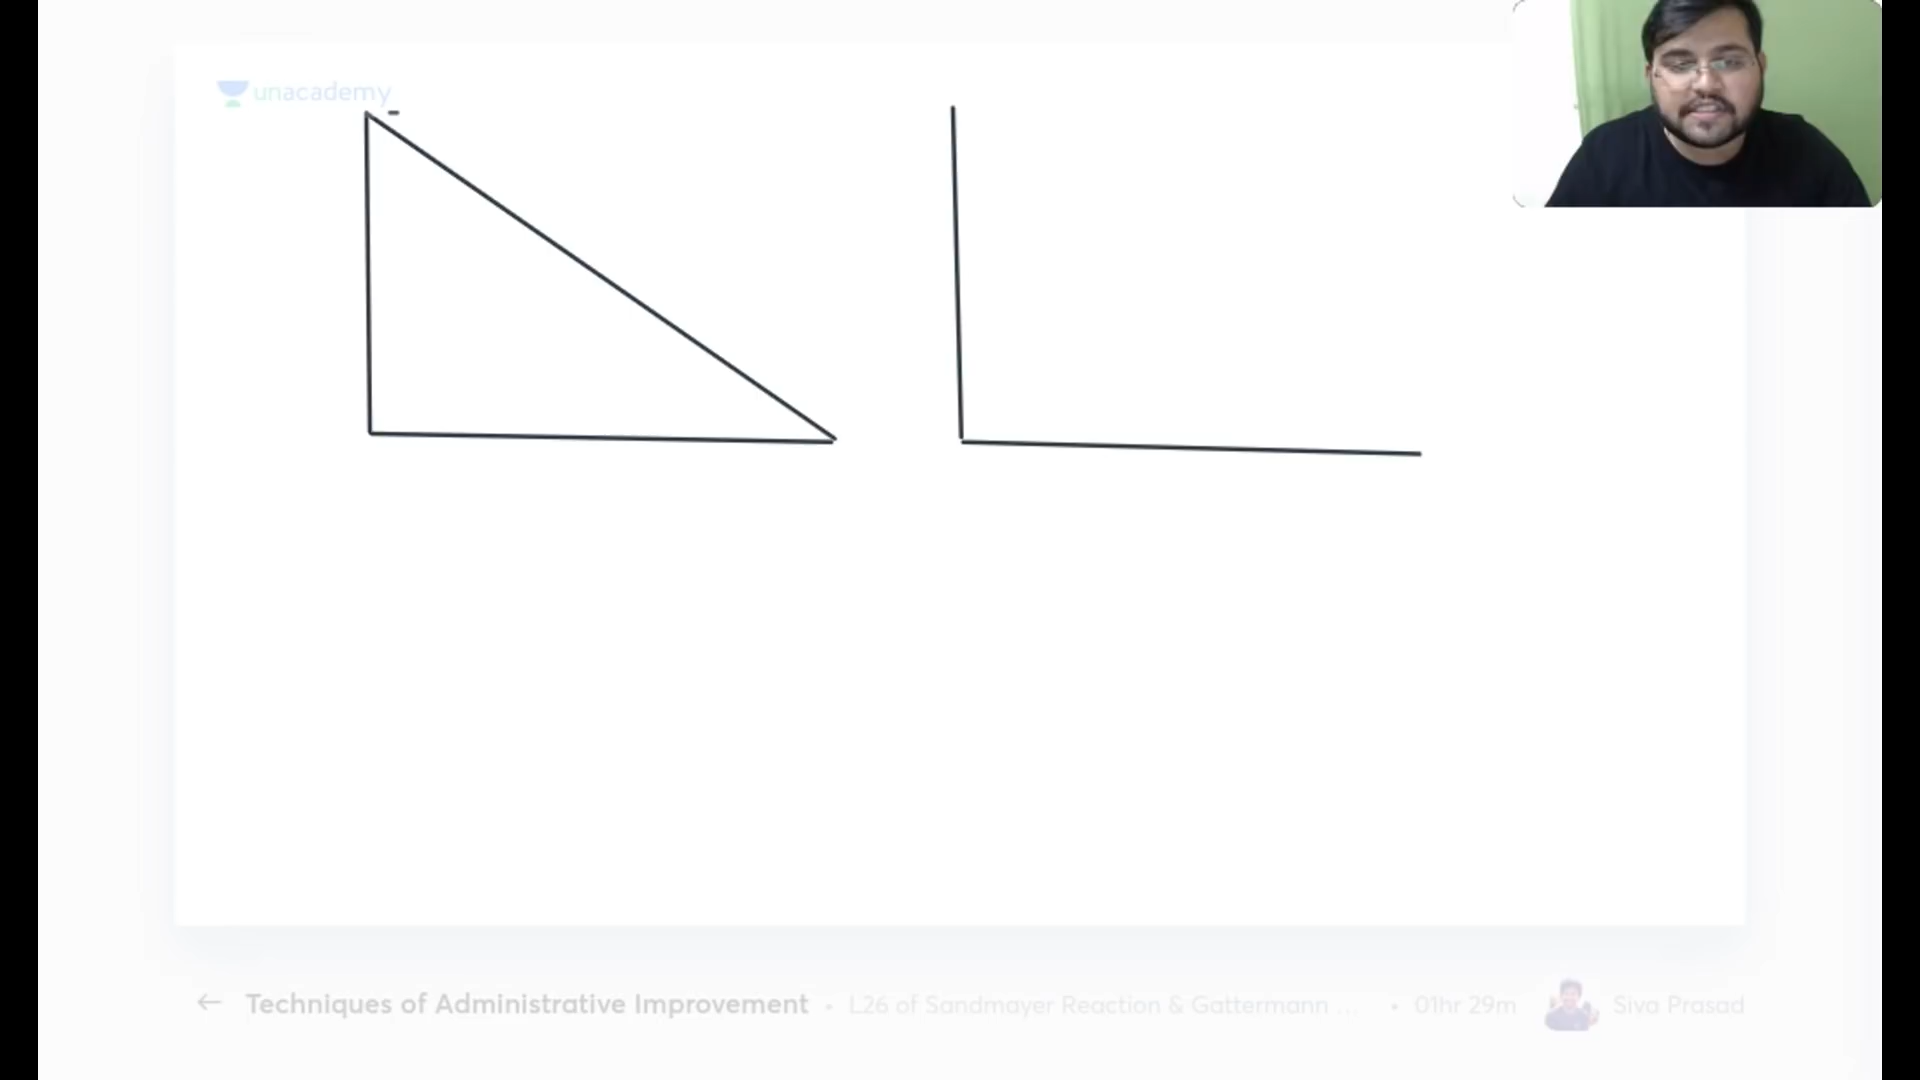 unacademy
Techniques of Administrative Improvement • L26 of Sandmayer Reaction & Gattermann ... • 01hr 29m Siva Prasad